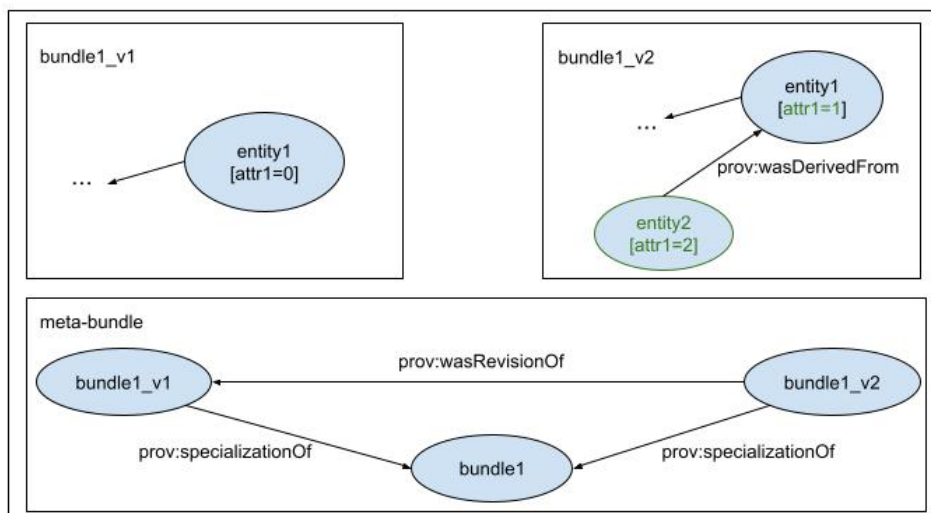 bundle1_v1
entity1
[attr1=0]
...
bundle1_v2
entity1
[attr1=1]
...
prov:wasDerivedFrom
entity2
[attr1=2]
meta-bundle
prov:wasRevisionOf
bundle1_v1
bundle1_v2
prov:specializationOf
prov:specializationOf
bundle1